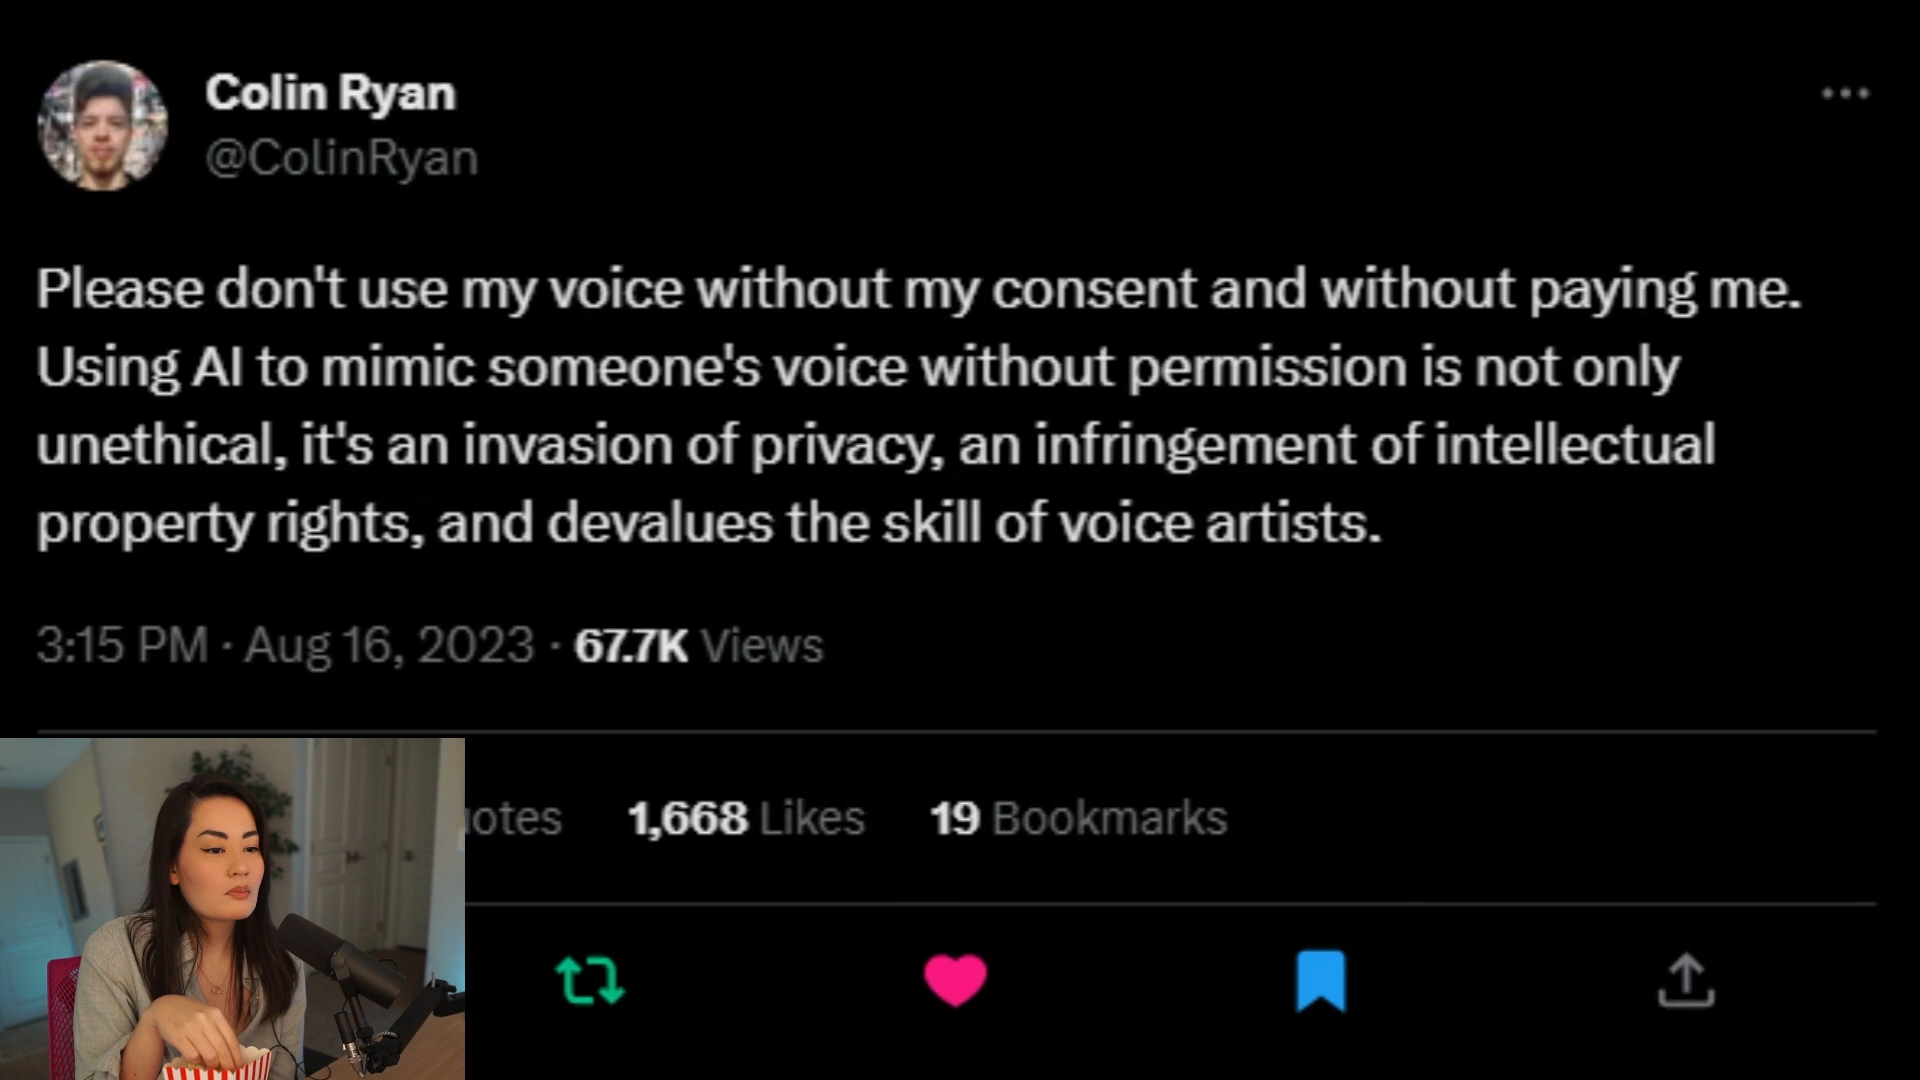 Colin Ryan
@ColinRyan
Please don't use my voice without my consent and without paying me.
Using AI to mimic someone's voice without permission is not only
unethical, it's an invasion of privacy, an infringement of intellectual
property rights, and devalues the skill of voice artists.
3:15 PM · Aug 16, 2023 · 67.7K Views
1,668 Likes 19 Bookmarks